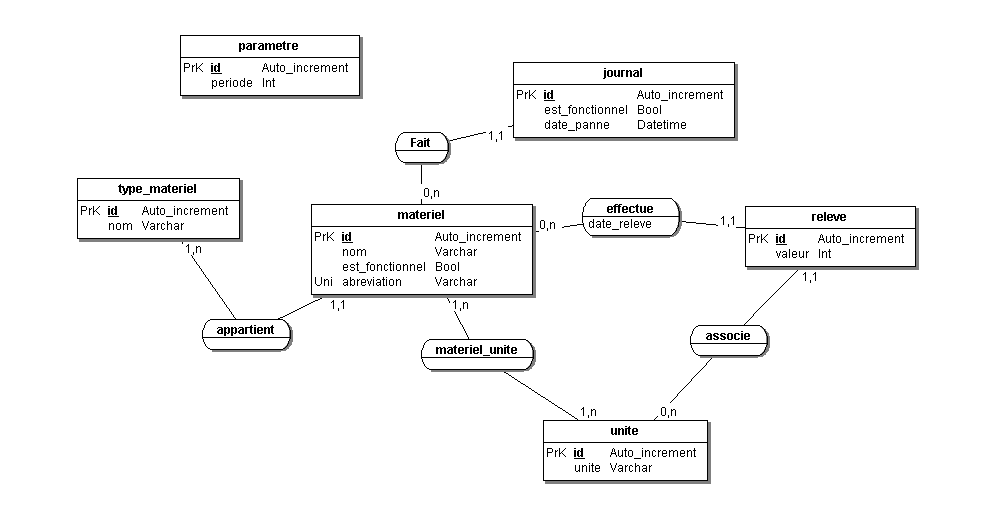 parametre
PrK id Auto_increment
periode Int
journal
PrK id Auto_increment
est_fonctionnel Bool
date_panne Datetime
Fait
1,1
0,n
type_materiel
PrK id Auto_increment
nom Varchar
1,n
materiel
PrK id Auto_increment
nom Varchar
est_fonctionnel Bool
Uni abreviation Varchar
0,n
effectue
date_releve
1,1
releve
PrK id Auto_increment
valeur Int
1,1
1,1
1,n
appartient
materiel_unite
associe
1,n
0,n
unite
PrK id Auto_increment
unite Varchar